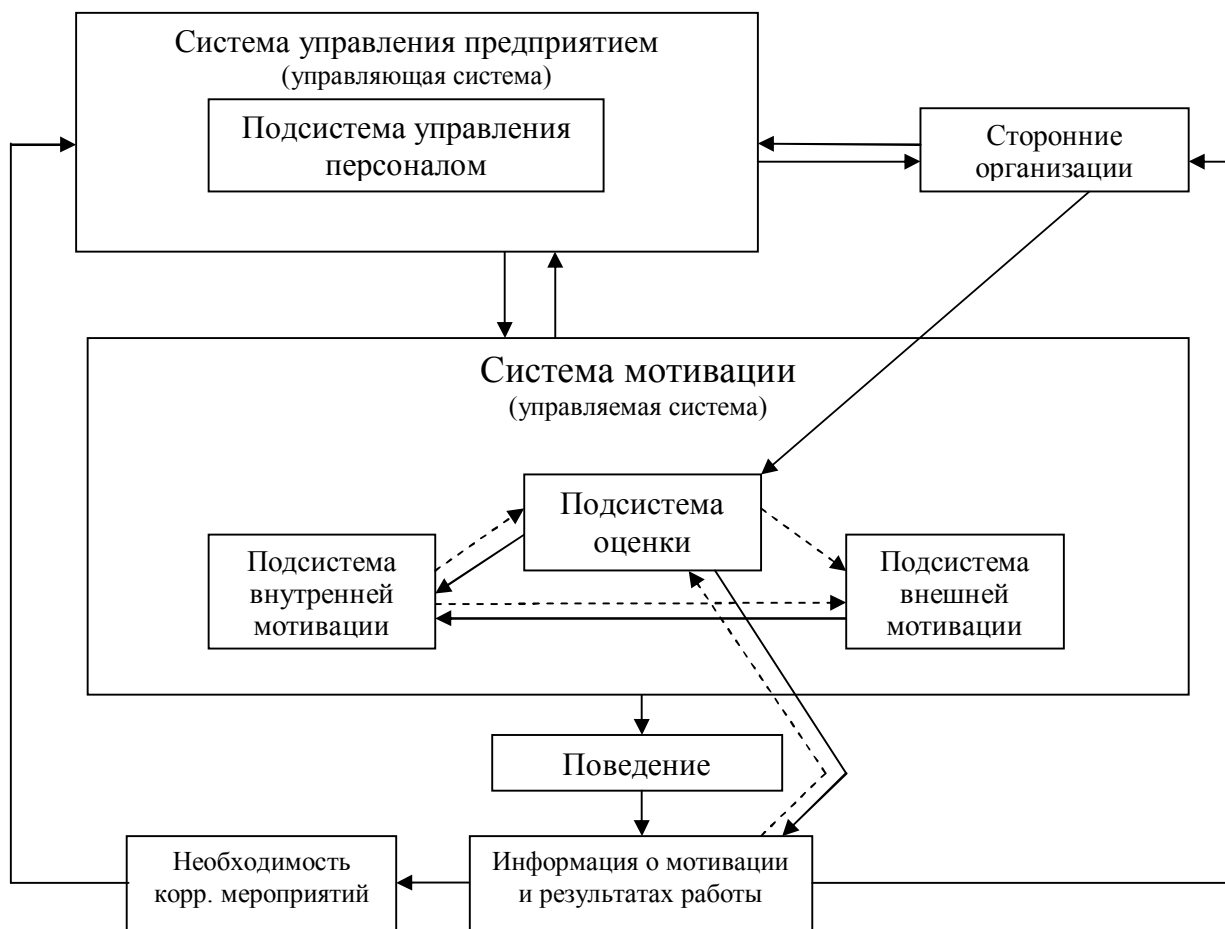 Система управления предприятием
(управляющая система)
Подсистема управления
персоналом
Сторонние
организации
Система мотивации
(управляемая система)
Подсистема
оценки
Подсистема
внутренней
мотивации
Подсистема
внешней
мотивации
Поведение
Необходимость
корр. мероприятий
Информация о мотивации
и результатах работы